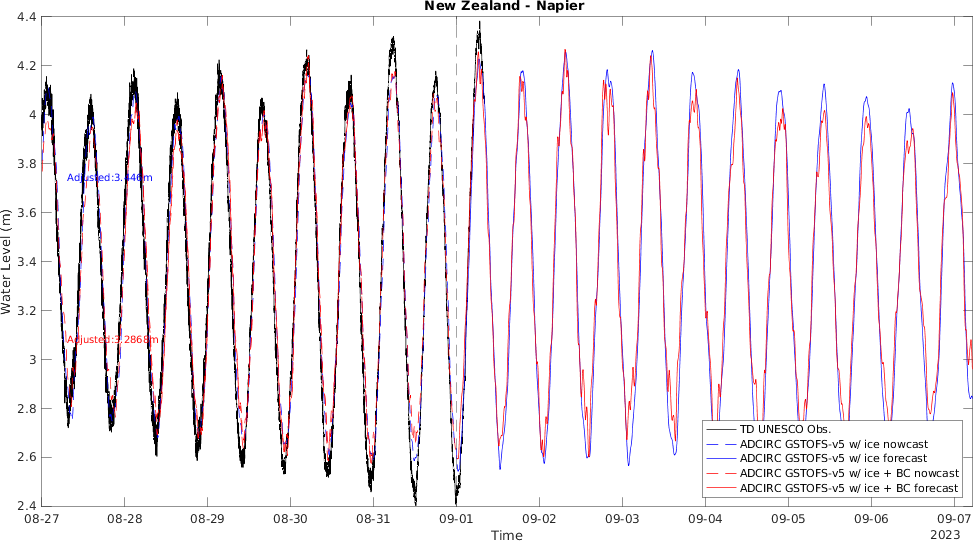 New Zealand - Napier
4.4
4.2
4
3.8
3.6
3.4
3.2
3
2.8
2.6
2.4
Water Level (m)
Adjusted:3.446m
Adjusted:3.2868m
TD UNESCO Obs.
ADCIRC GSTOFS-v5 w/ ice nowcast
ADCIRC GSTOFS-v5 w/ ice forecast
ADCIRC GSTOFS-v5 w/ ice + BC nowcast
ADCIRC GSTOFS-v5 w/ ice + BC forecast
08-27 08-28 08-29 08-30 08-31 09-01 09-02 09-03 09-04 09-05 09-06 09-07
Time
2023